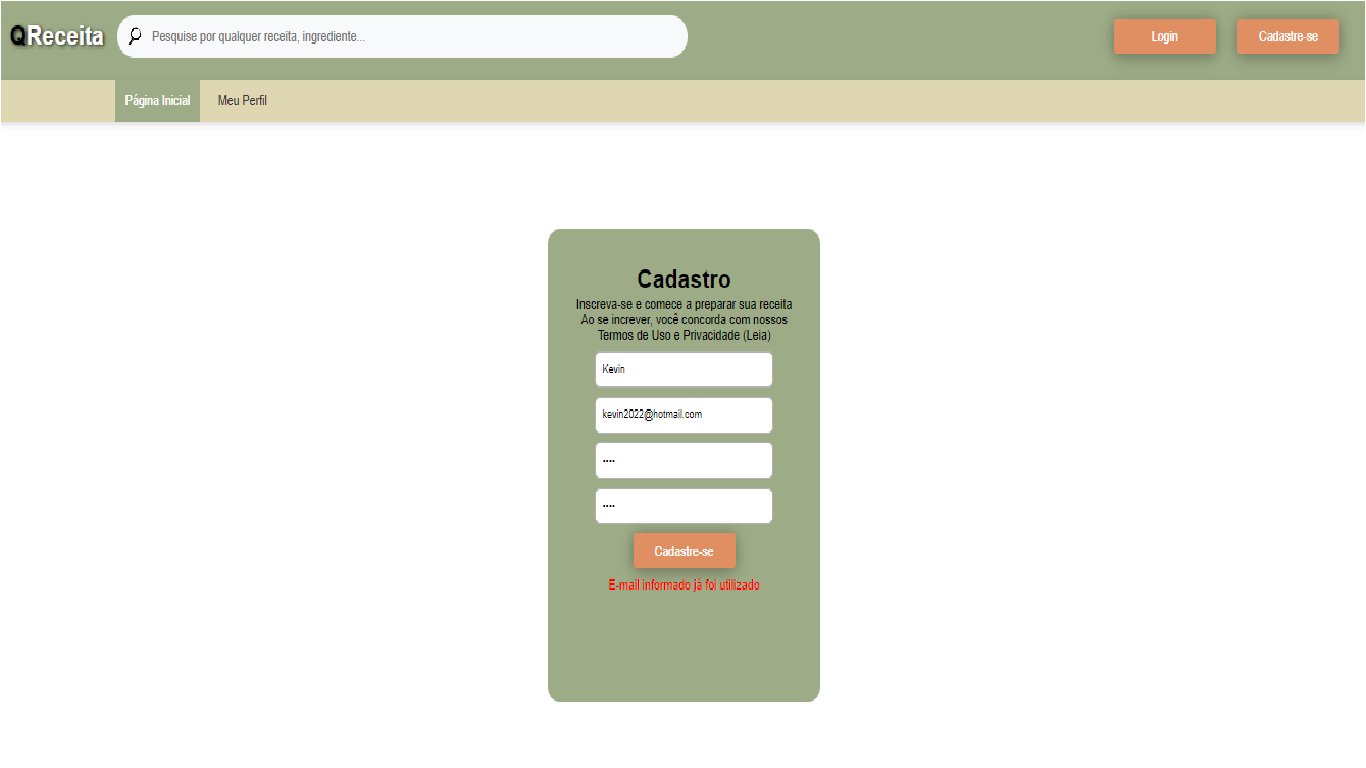 QReceita
Pesquise por qualquer receita, ingrediente...
Login
Cadastre-se
Página Inicial
Meu Perfil
Cadastro
Inscreva-se e comece a preparar sua receita
Ao se increver, você concorda com nossos
Termos de Uso e Privacidade (Leia)
Kevin
kevin2022@hotmail.com
....
....
Cadastre-se
E-mail informado já foi utilizado